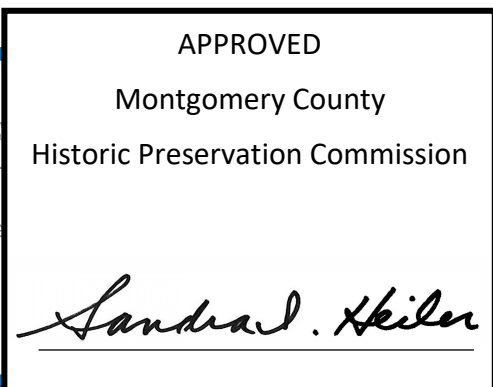 APPROVED
Montgomery County
Historic Preservation Commission
Sandra I. Heiler